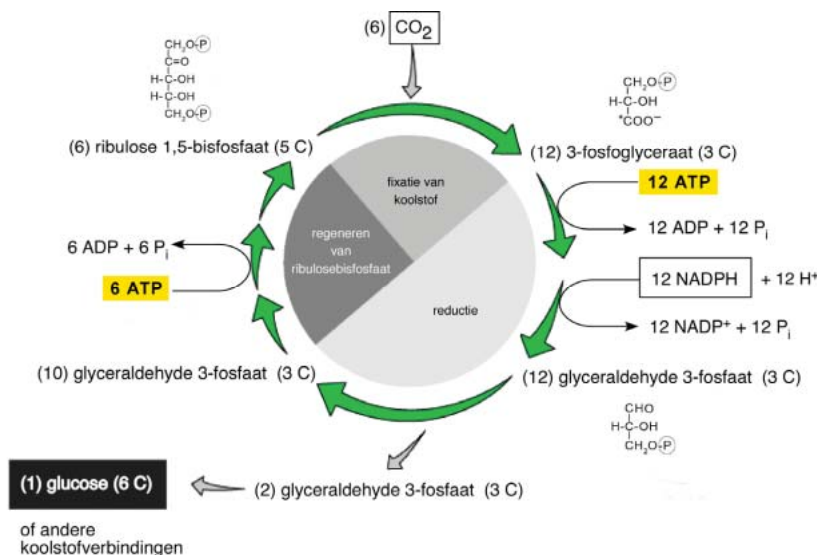 (6) CO₂
CH₂O-P
C=O
H-C-OH
H-C-OH
CH₂O-P
CH₂O-P
H-C-OH
*COO⁻
(6) ribulose 1,5-bisfosfaat (5 C)
(12) 3-fosfoglyceraat (3 C)
fixatie van
koolstof
12 ATP
regenereren
van
ribulosebisfosfaat
12 ADP + 12 Pᵢ
6 ADP + 6 Pᵢ
6 ATP
12 NADPH + 12 H⁺
reductie
12 NADP⁺ + 12 Pᵢ
(10) glyceraldehyde 3-fosfaat (3 C)
(12) glyceraldehyde 3-fosfaat (3 C)
CHO
H-C-OH
CH₂O-P
(1) glucose (6 C)
(2) glyceraldehyde 3-fosfaat (3 C)
of andere
koolstofverbindingen